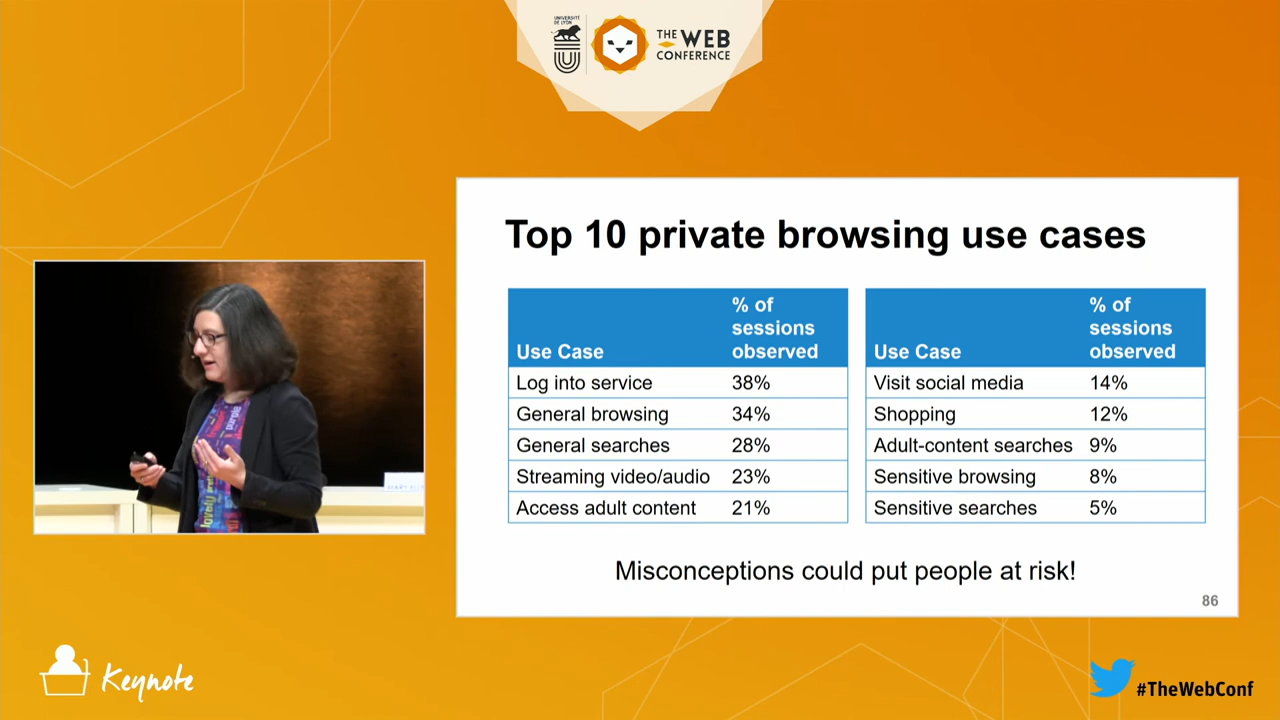 UNIVERSITÉ
DE LYON
THE WEB
CONFERENCE
Top 10 private browsing use cases
Use Case % of sessions observed
Log into service 38%
General browsing 34%
General searches 28%
Streaming video/audio 23%
Access adult content 21%
Use Case % of sessions observed
Visit social media 14%
Shopping 12%
Adult-content searches 9%
Sensitive browsing 8%
Sensitive searches 5%
Misconceptions could put people at risk!
86
lovely
purple
Keynote
#TheWebConf